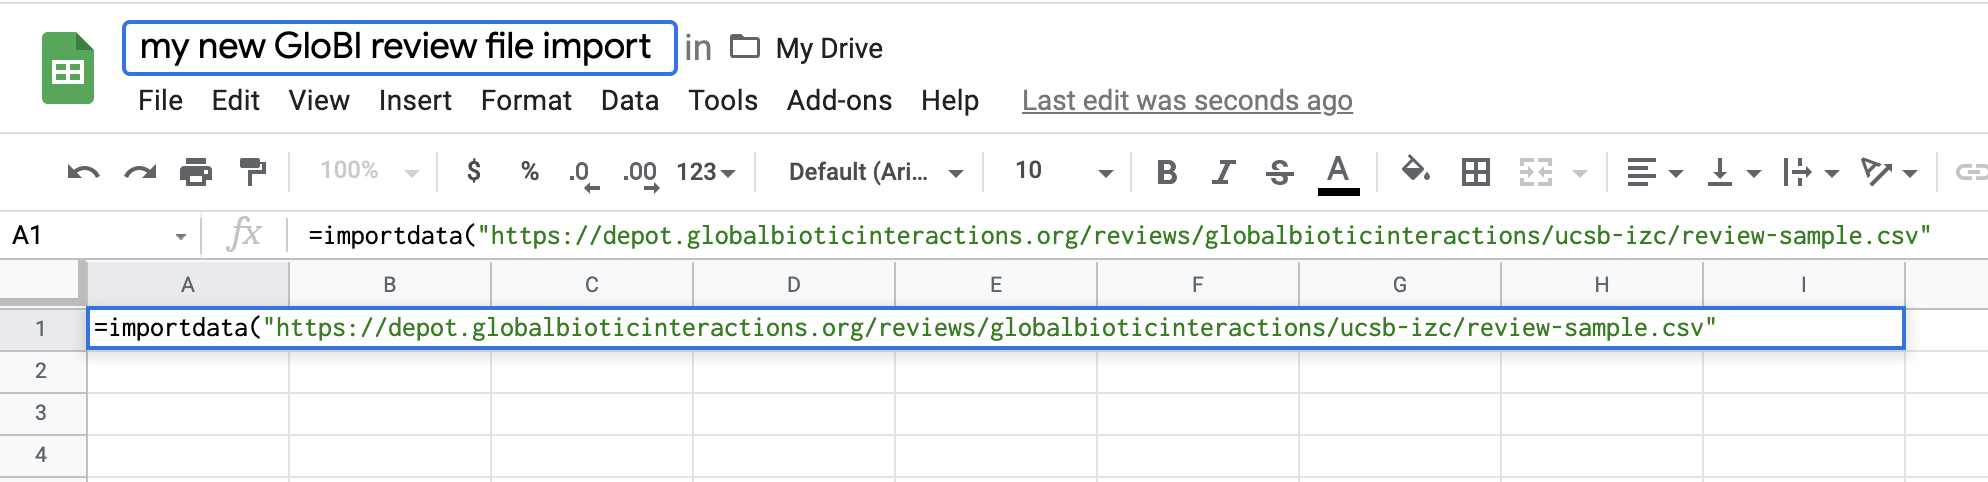 my new GloBI review file import in My Drive
File Edit View Insert Format Data Tools Add-ons Help Last edit was seconds ago
100% $ % .0 .00 123 Default (Ari... 10 B I S A
A1 fx =importdata("https://depot.globalbioticinteractions.org/reviews/globalbioticinteractions/ucsb-izc/review-sample.csv"
A B C D E F G H I
1 =importdata("https://depot.globalbioticinteractions.org/reviews/globalbioticinteractions/ucsb-izc/review-sample.csv"
2
3
4